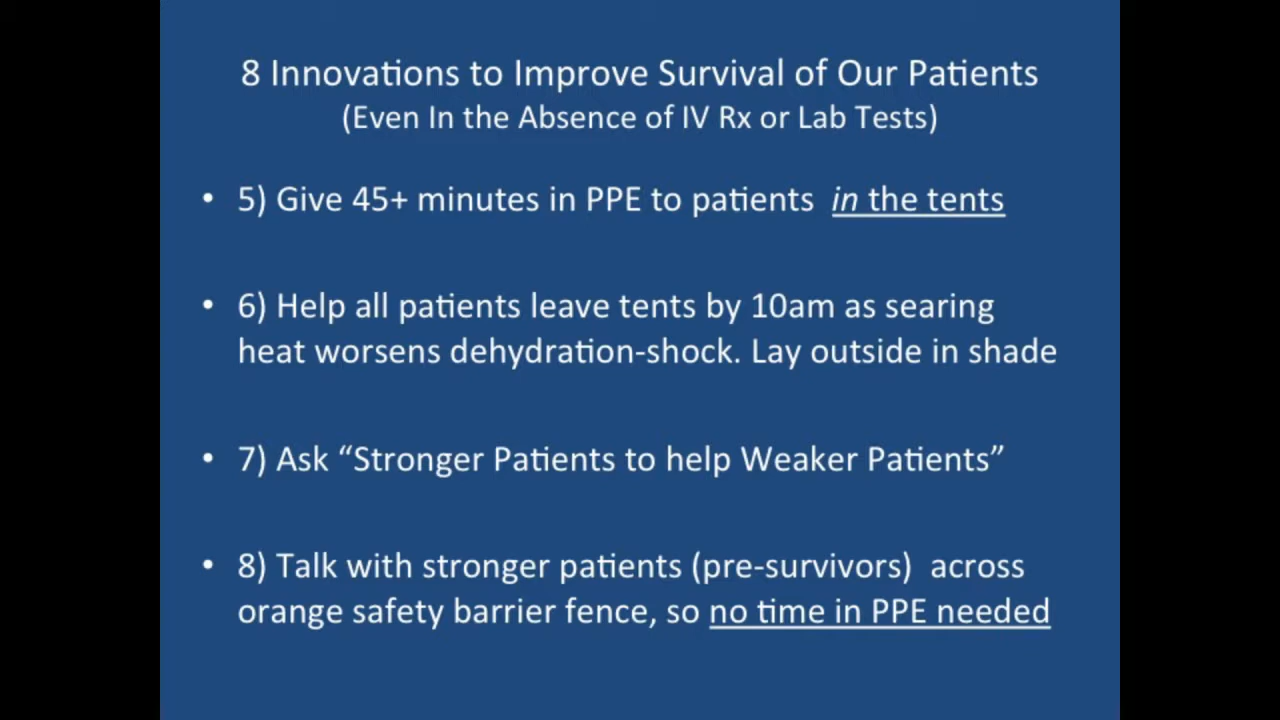 8 Innovations to Improve Survival of Our Patients
(Even In the Absence of IV Rx or Lab Tests)
• 5) Give 45+ minutes in PPE to patients in the tents
• 6) Help all patients leave tents by 10am as searing
heat worsens dehydration-shock. Lay outside in shade
• 7) Ask “Stronger Patients to help Weaker Patients”
• 8) Talk with stronger patients (pre-survivors) across
orange safety barrier fence, so no time in PPE needed